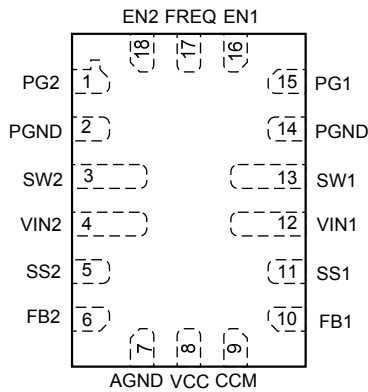 EN2 FREQ EN1
18 17 16
PG2 1 15 PG1
PGND 2 14 PGND
SW2 3 13 SW1
VIN2 4 12 VIN1
SS2 5 11 SS1
FB2 6 10 FB1
7 8 9
AGND VCC CCM